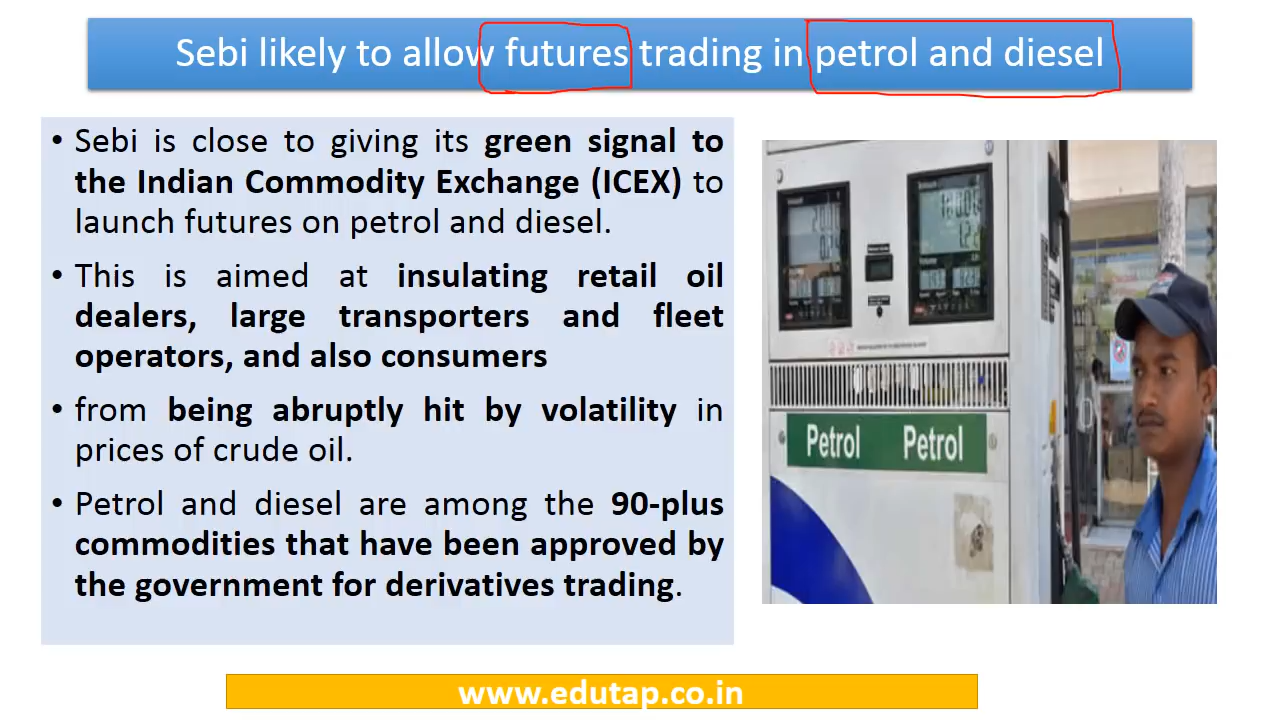 Sebi likely to allow futures trading in petrol and diesel
• Sebi is close to giving its green signal to
the Indian Commodity Exchange (ICEX) to
launch futures on petrol and diesel.
• This is aimed at insulating retail oil
dealers, large transporters and fleet
operators, and also consumers
• from being abruptly hit by volatility in
prices of crude oil.
• Petrol and diesel are among the 90-plus
commodities that have been approved by
the government for derivatives trading.
Petrol Petrol
www.edutap.co.in